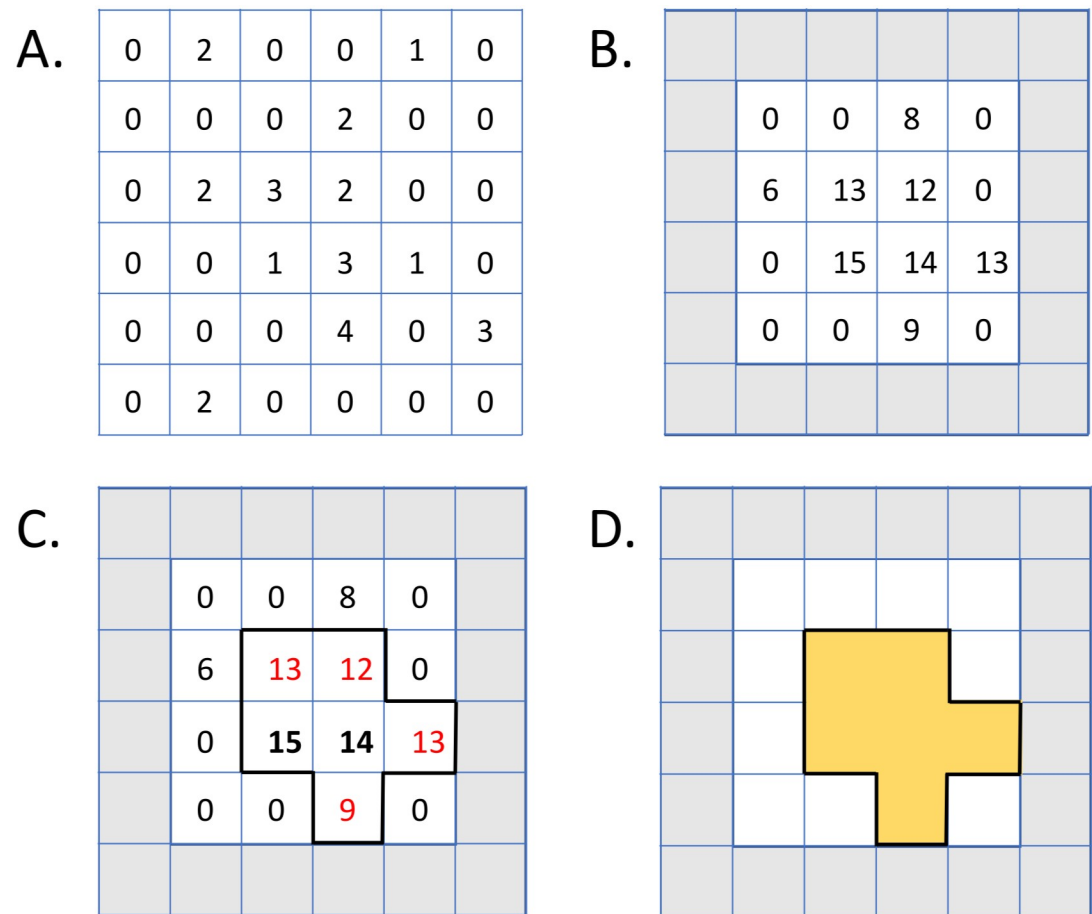 A.
0 2 0 0 1 0
0 0 0 2 0 0
0 2 3 2 0 0
0 0 1 3 1 0
0 0 0 4 0 3
0 2 0 0 0 0
B.
0 0 8 0
6 13 12 0
0 15 14 13
0 0 9 0
C.
0 0 8 0
6 13 12 0
0 15 14 13
0 0 9 0
D.